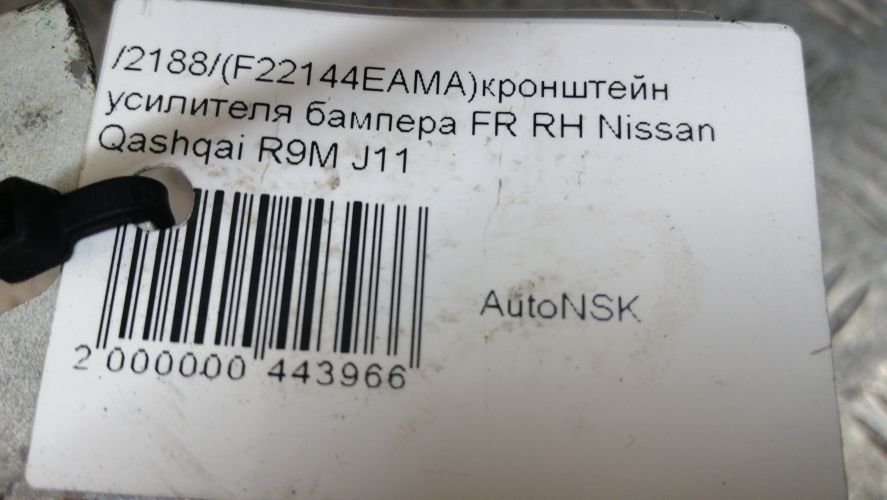 /2188/(F22144EAMA)кронштейн
усилителя бампера FR RH Nissan
Qashqai R9M J11
AutoNSK
2 000000 443966